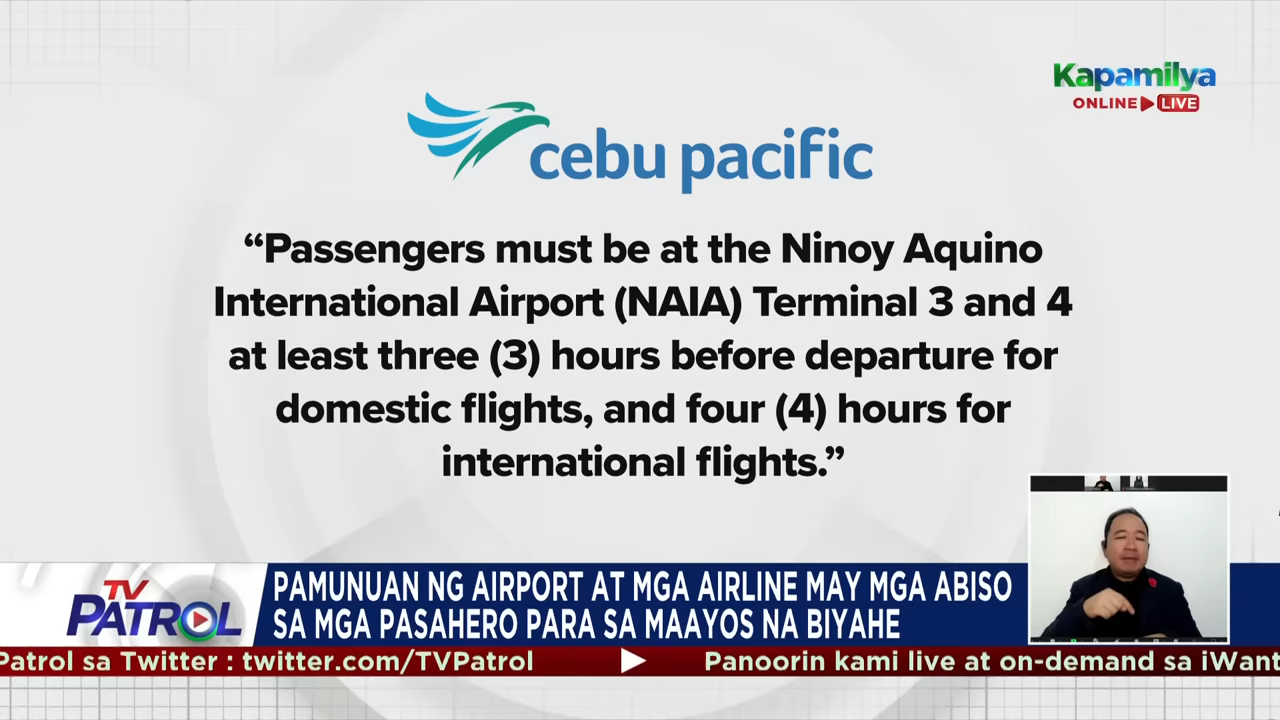 Kapamilya
ONLINE LIVE
cebu pacific
“Passengers must be at the Ninoy Aquino
International Airport (NAIA) Terminal 3 and 4
at least three (3) hours before departure for
domestic flights, and four (4) hours for
international flights.”
TV
PATROL
PAMUNUAN NG AIRPORT AT MGA AIRLINE MAY MGA ABISO
SA MGA PASAHERO PARA SA MAAYOS NA BIYAHE
Patrol sa Twitter : twitter.com/TVPatrol
Panoorin kami live at on-demand sa iWant